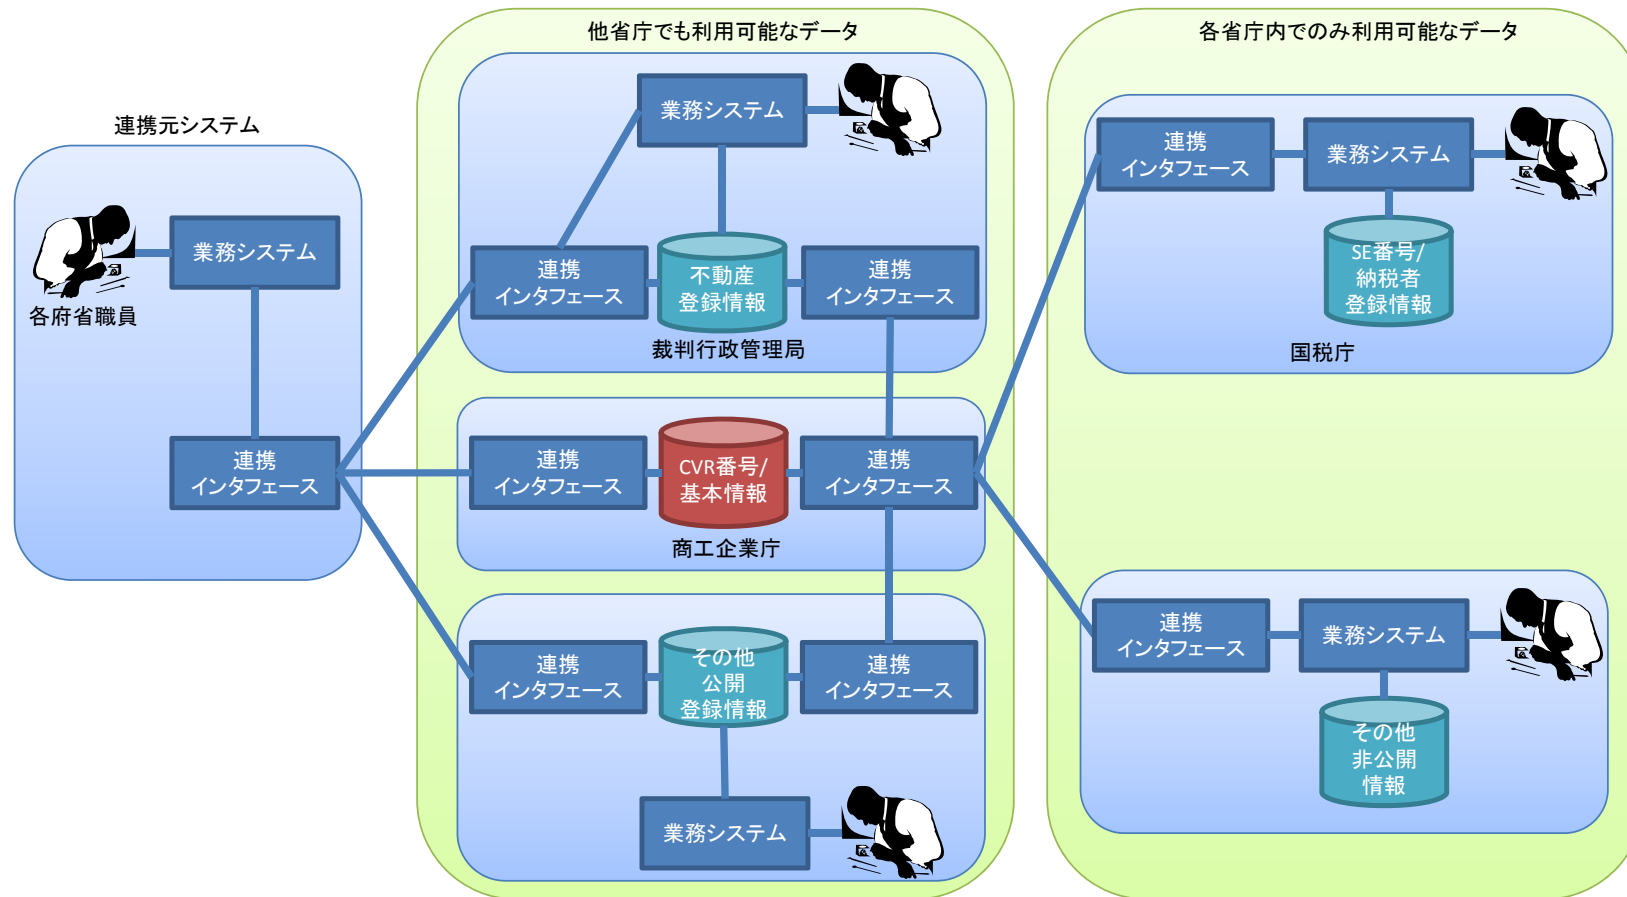 連携元システム
業務システム
各府省職員
連携
インタフェース
他省庁でも利用可能なデータ
業務システム
連携
インタフェース
不動産
登録情報
連携
インタフェース
裁判行政管理局
連携
インタフェース
CVR番号/
基本情報
連携
インタフェース
商工企業庁
連携
インタフェース
その他
公開
登録情報
連携
インタフェース
業務システム
各省庁内でのみ利用可能なデータ
連携
インタフェース
業務システム
SE番号/
納税者
登録情報
国税庁
連携
インタフェース
業務システム
その他
非公開
情報